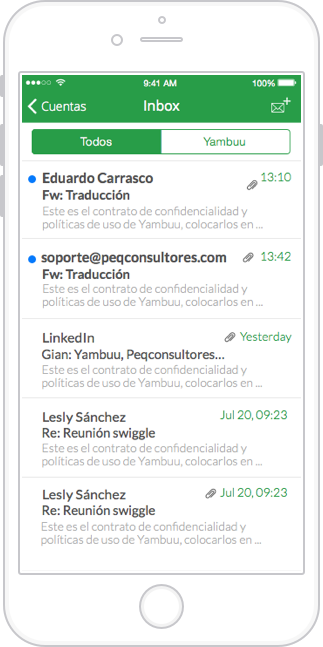 9:41 AM 100%
Cuentas Inbox
Todos Yambuu
Eduardo Carrasco 13:10
Fw: Traducción
Este es el contrato de confidencialidad y
políticas de uso de Yambuu, colocarlos en ...
soporte@peqconsultores.com 13:42
Fw: Traducción
Este es el contrato de confidencialidad y
políticas de uso de Yambuu, colocarlos en ...
LinkedIn Yesterday
Gian: Yambuu, Peqconsultores...
Este es el contrato de confidencialidad y
políticas de uso de Yambuu, colocarlos en ...
Lesly Sánchez Jul 20, 09:23
Re: Reunión swiggle
Este es el contrato de confidencialidad y
políticas de uso de Yambuu, colocarlos en ...
Lesly Sánchez Jul 20, 09:23
Re: Reunión swiggle
Este es el contrato de confidencialidad y
políticas de uso de Yambuu, colocarlos en ...